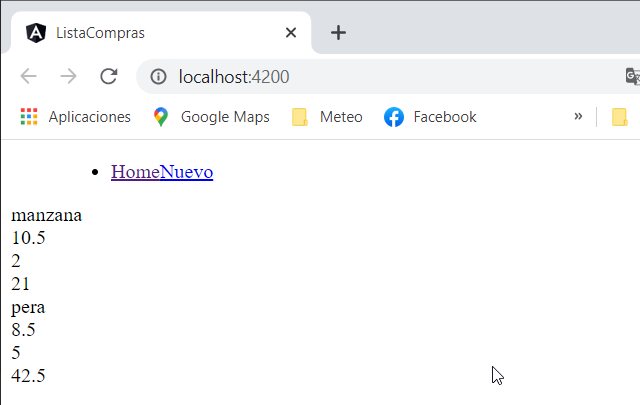 ListaCompras
localhost:4200
Aplicaciones Google Maps Meteo Facebook »
HomeNuevo
manzana
10.5
2
21
pera
8.5
5
42.5